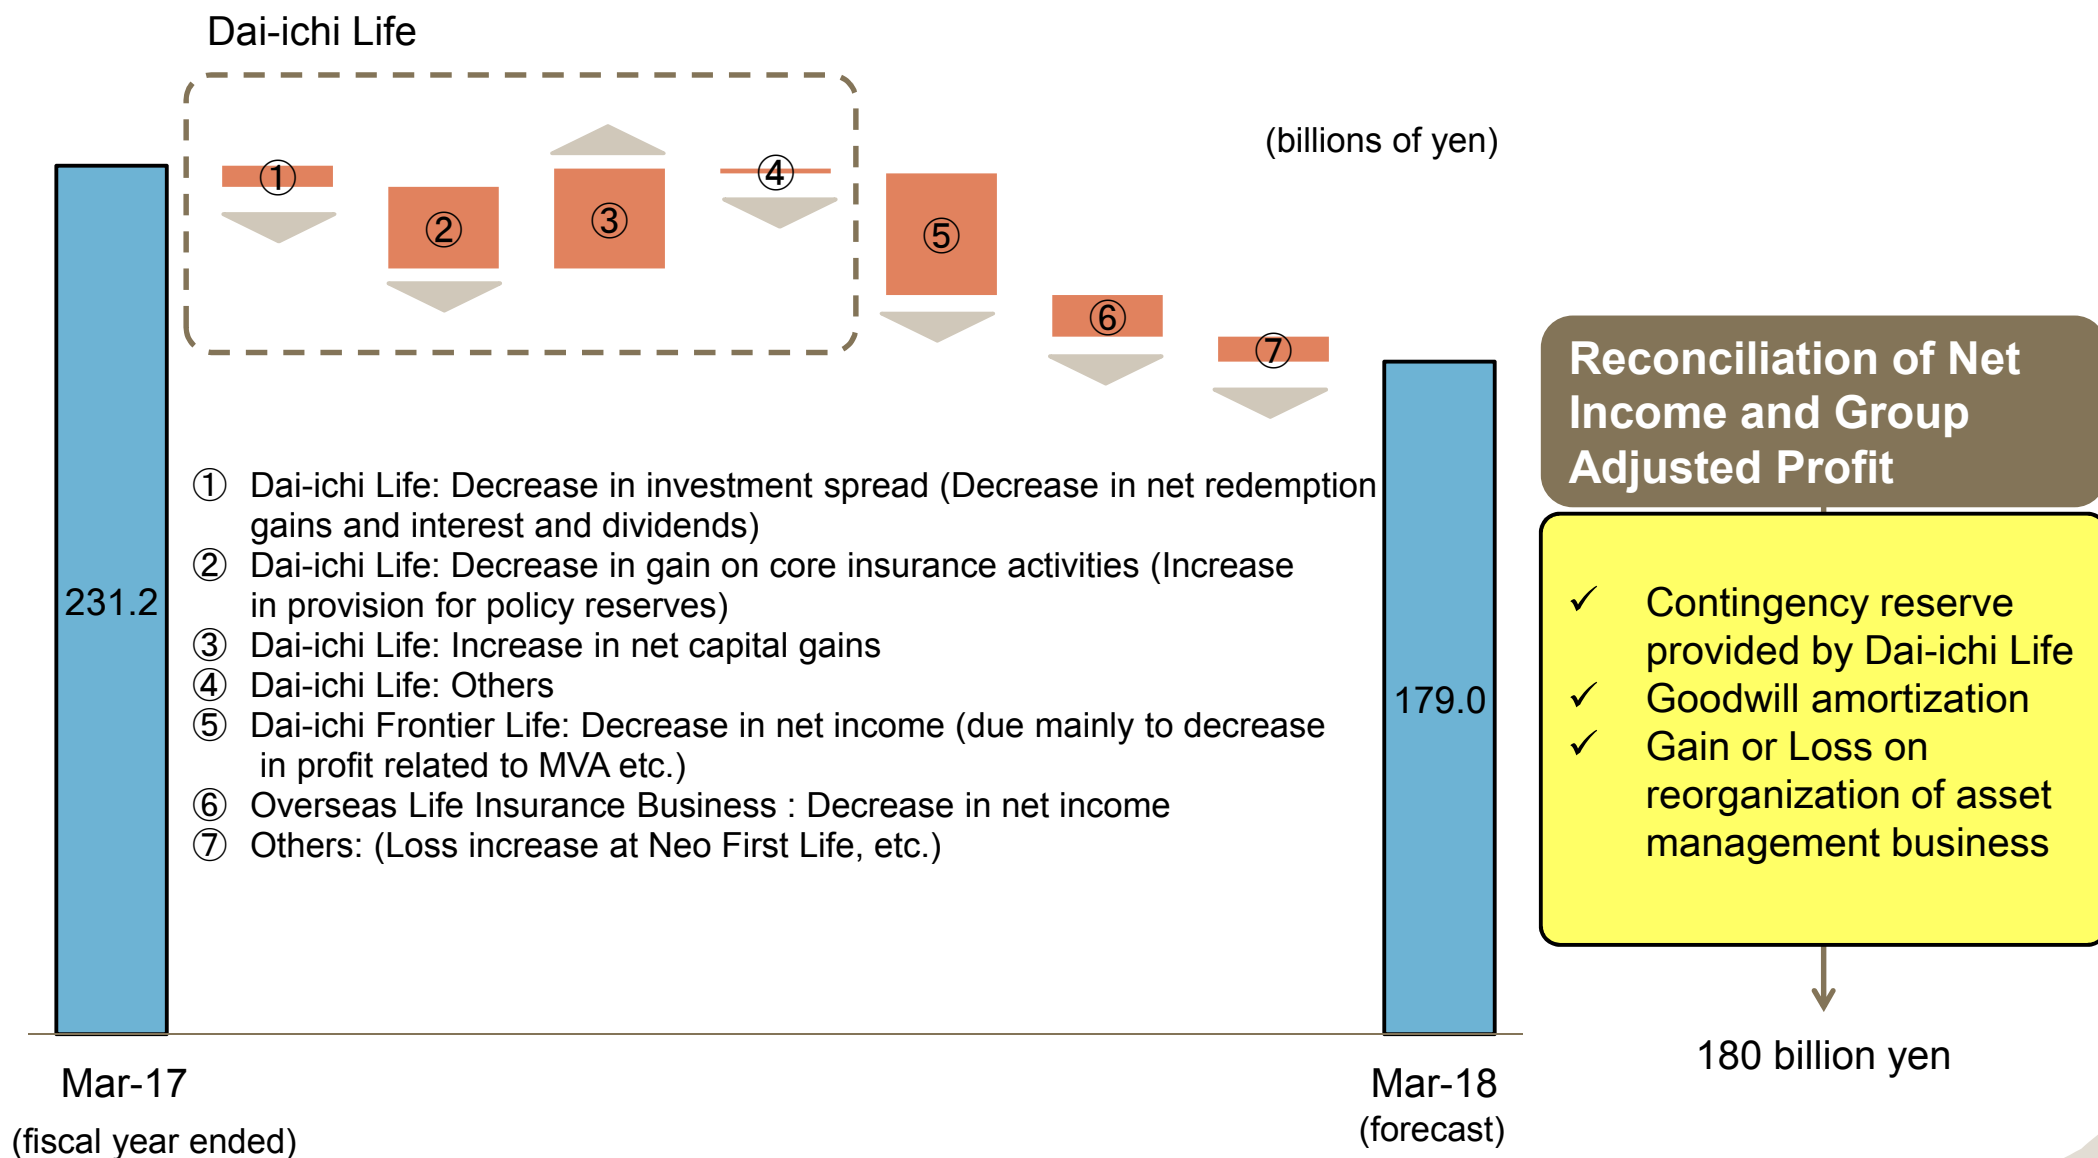 Dai-ichi Life
(billions of yen)
①
②
③
④
⑤
⑥
⑦
231.2
179.0
① Dai-ichi Life: Decrease in investment spread (Decrease in net redemption
gains and interest and dividends)
② Dai-ichi Life: Decrease in gain on core insurance activities (Increase
in provision for policy reserves)
③ Dai-ichi Life: Increase in net capital gains
④ Dai-ichi Life: Others
⑤ Dai-ichi Frontier Life: Decrease in net income (due mainly to decrease
in profit related to MVA etc.)
⑥ Overseas Life Insurance Business : Decrease in net income
⑦ Others: (Loss increase at Neo First Life, etc.)
Mar-17
(fiscal year ended)
Mar-18
(forecast)
Reconciliation of Net
Income and Group
Adjusted Profit
✓ Contingency reserve
provided by Dai-ichi Life
✓ Goodwill amortization
✓ Gain or Loss on
reorganization of asset
management business
180 billion yen